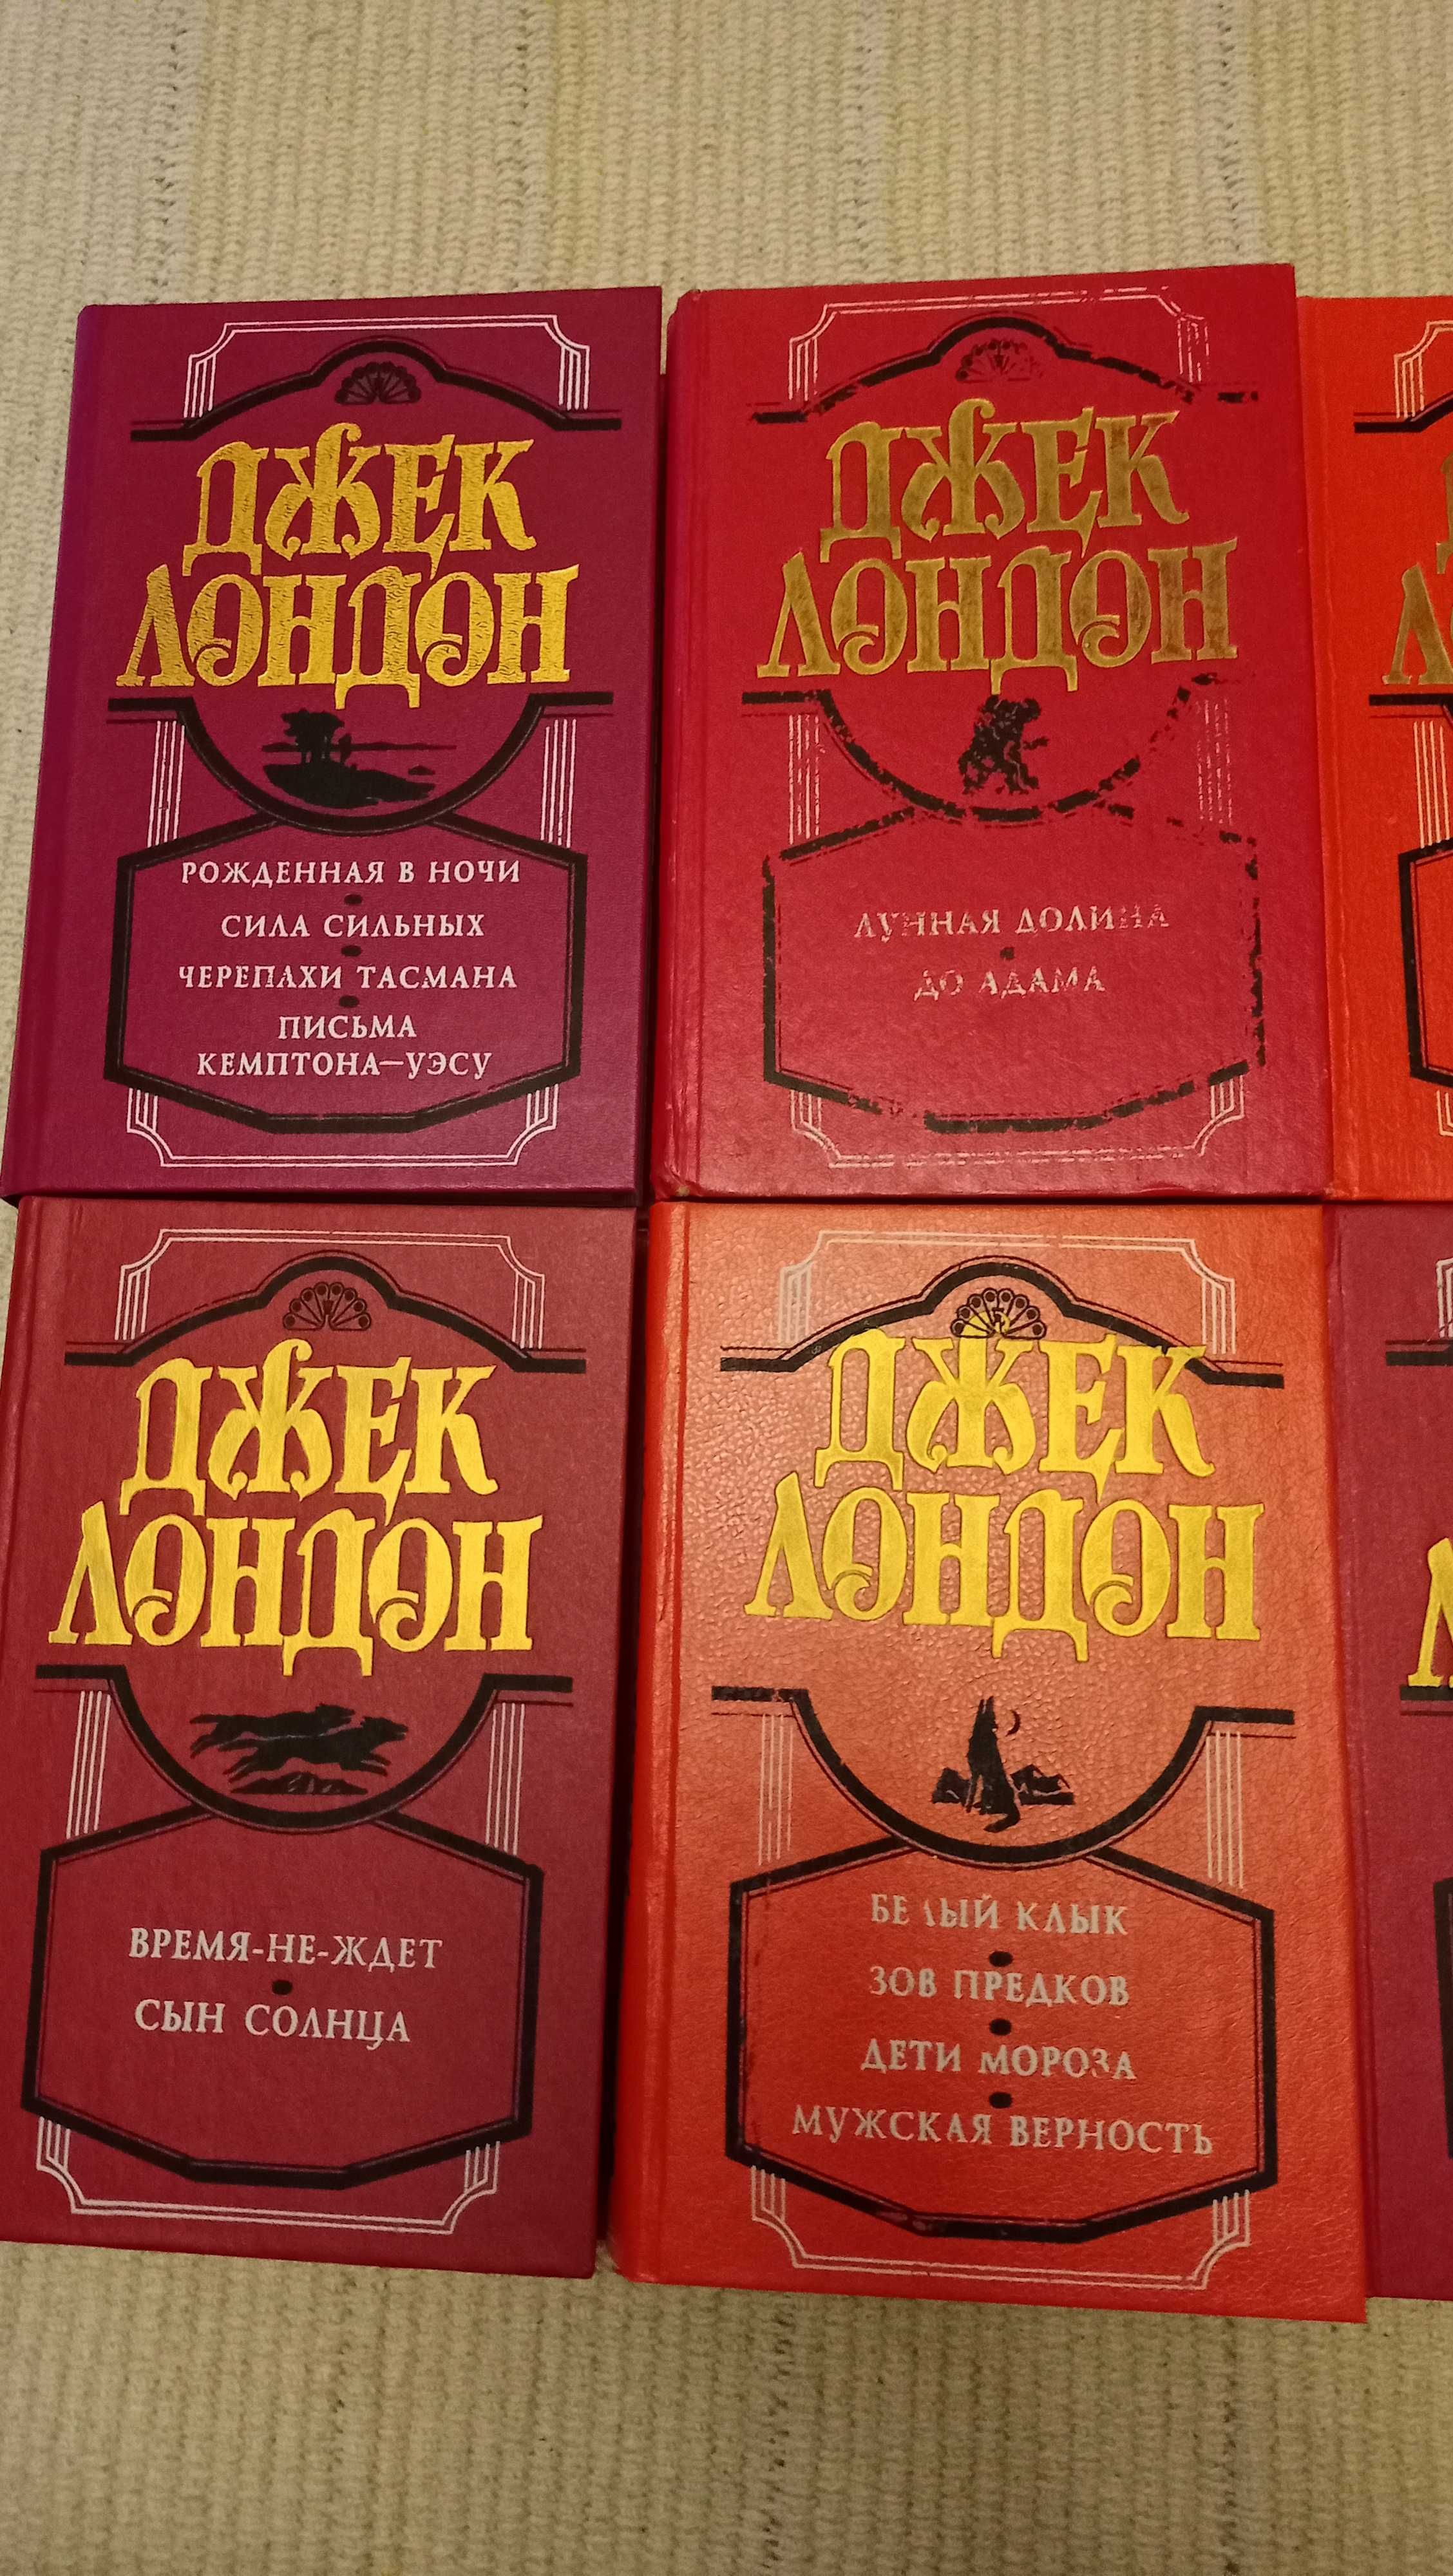 ДЖЕК
ЛОНДОН
РОЖДЕННАЯ В НОЧИ
СИЛА СИЛЬНЫХ
ЧЕРЕПАХИ ТАСМАНА
ПИСЬМА
КЕМПТОНА—УЭСУ
ДЖЕК
ЛОНДОН
ЛУННАЯ ДОЛИНА
ДО АДАМА
ДЖЕК
ЛОНДОН
ВРЕМЯ-НЕ-ЖДЕТ
СЫН СОЛНЦА
ДЖЕК
ЛОНДОН
БЕЛЫЙ КЛЫК
ЗОВ ПРЕДКОВ
ДЕТИ МОРОЗА
МУЖСКАЯ ВЕРНОСТЬ